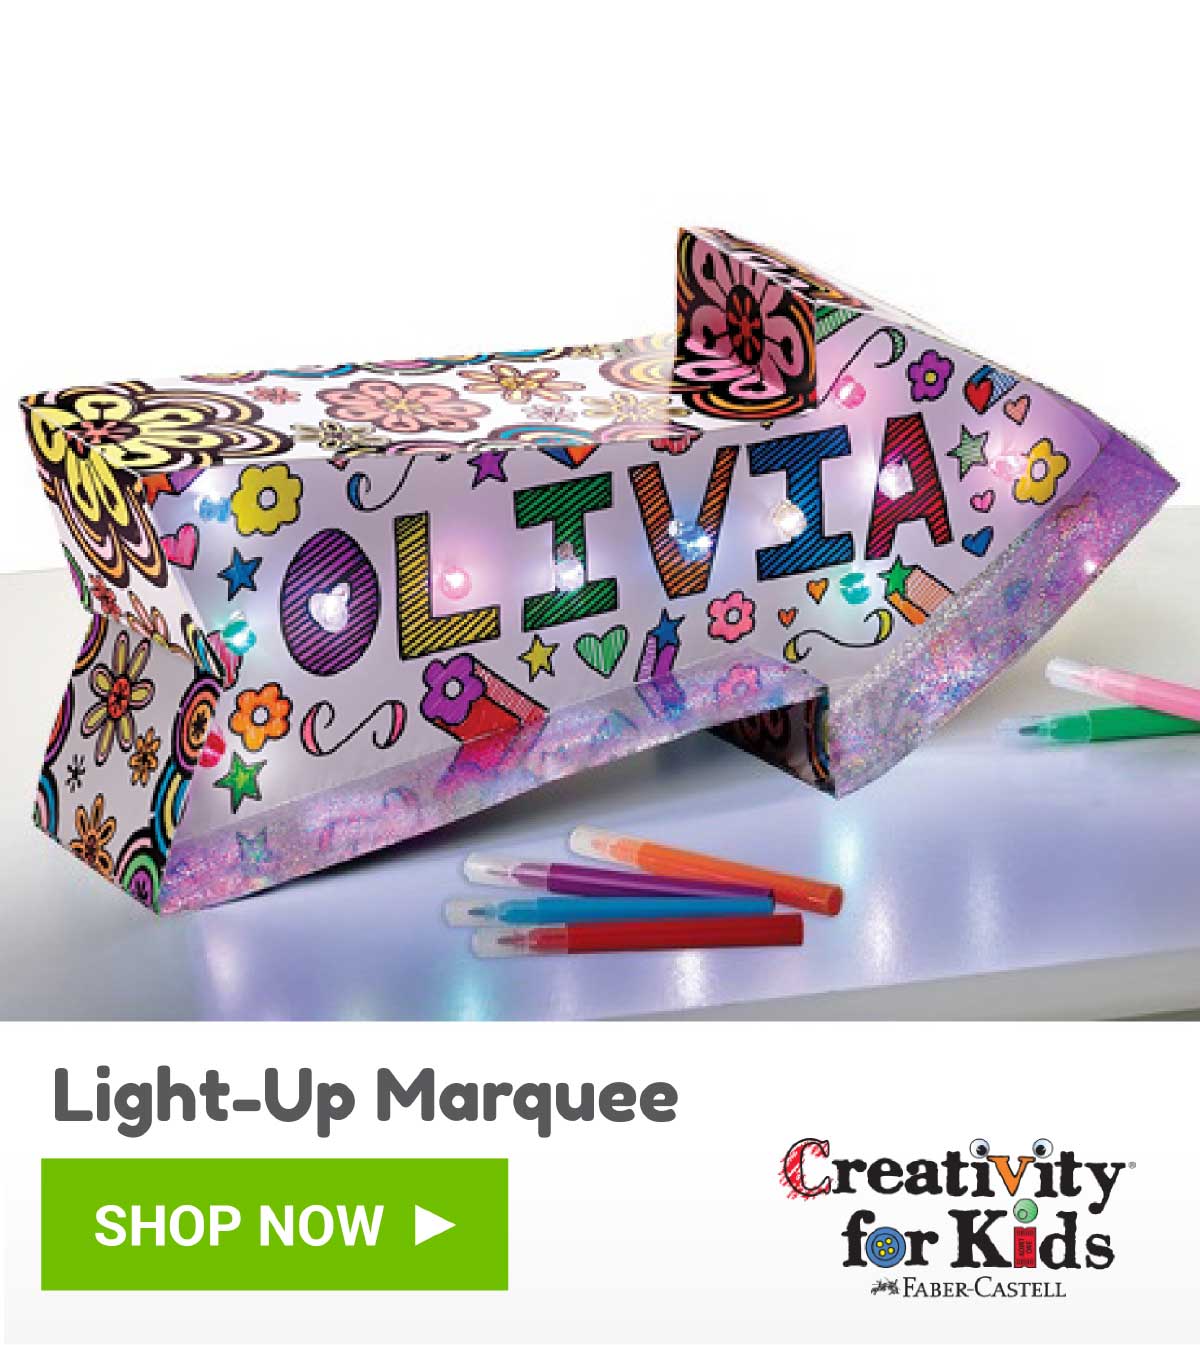 OLIVIA
Light-Up Marquee
SHOP NOW
Creativity®
for Kids
FABER-CASTELL